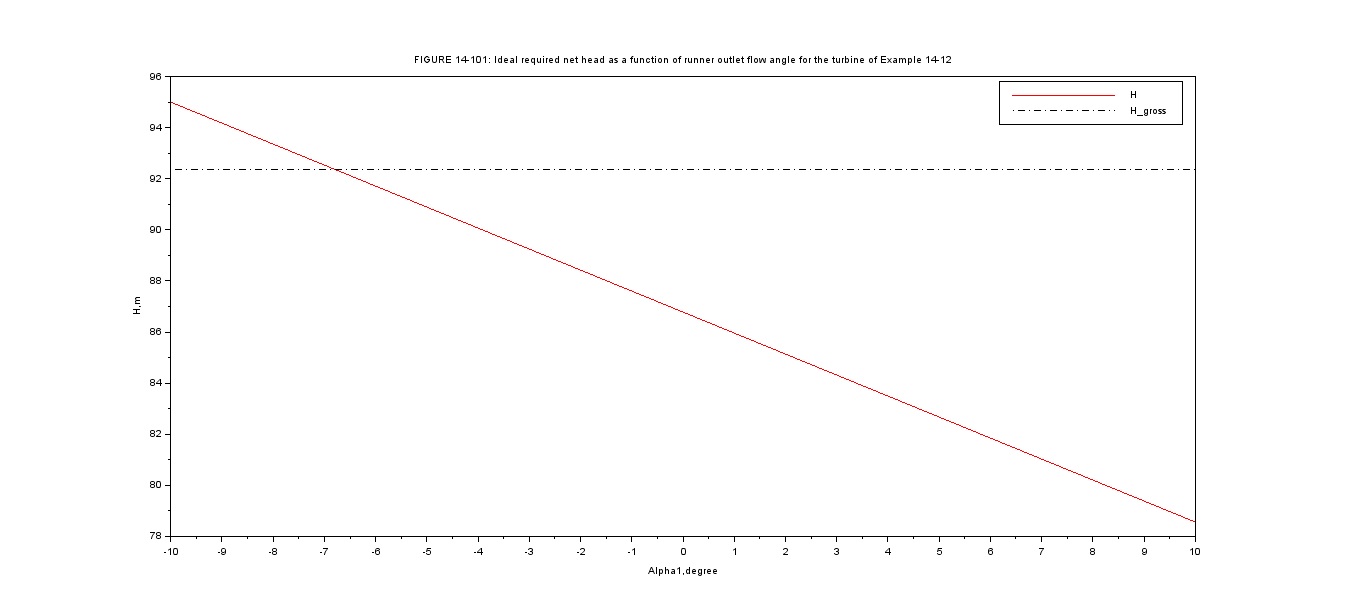 FIGURE 14-101: Ideal required net head as a function of runner outlet flow angle for the turbine of Example 14-12
96
94
92
90
88
86
84
82
80
78
H,m
H
H_gross
-10 -9 -8 -7 -6 -5 -4 -3 -2 -1 0 1 2 3 4 5 6 7 8 9 10
Alpha1,degree